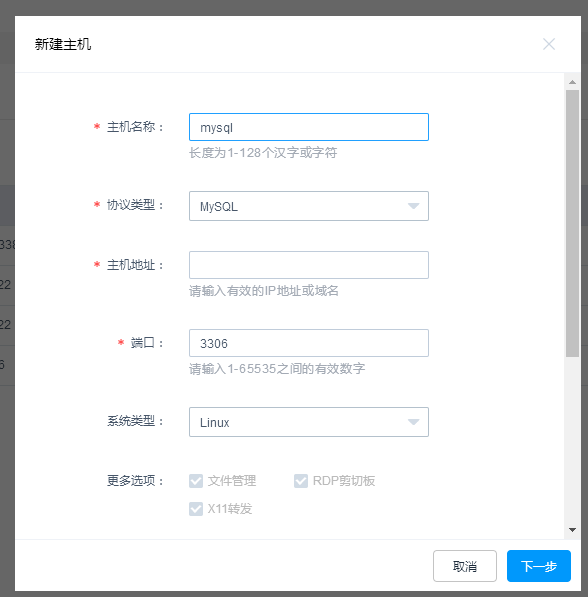 新建主机
* 主机名称： mysql
长度为1-128个汉字或字符
* 协议类型： MySQL
* 主机地址：
请输入有效的IP地址或域名
* 端口： 3306
请输入1-65535之间的有效数字
系统类型： Linux
更多选项： 文件管理 RDP剪切板
X11转发
取消 下一步
338
22
22
6